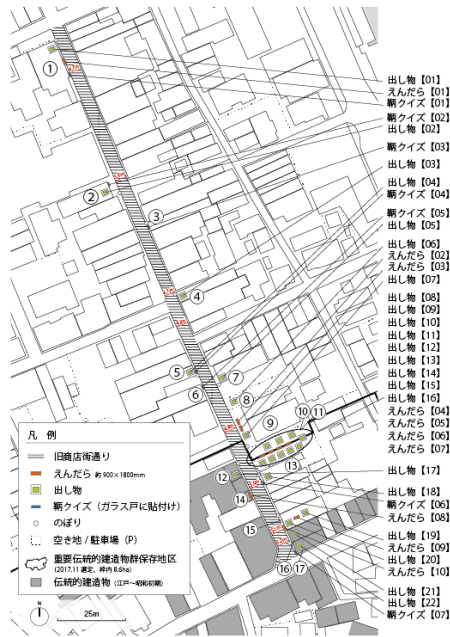 出し物【01】
えんだら【01】
鞆クイズ【01】
鞆クイズ【02】
出し物【02】
鞆クイズ【03】
出し物【03】
出し物【04】
鞆クイズ【04】
鞆クイズ【05】
出し物【05】
出し物【06】
えんだら【02】
えんだら【03】
出し物【07】
出し物【08】
出し物【09】
出し物【10】
出し物【11】
出し物【12】
出し物【13】
出し物【14】
出し物【15】
出し物【16】
えんだら【04】
えんだら【05】
えんだら【06】
えんだら【07】
出し物【17】
出し物【18】
鞆クイズ【06】
えんだら【08】
出し物【19】
えんだら【09】
出し物【20】
えんだら【10】
出し物【21】
出し物【22】
鞆クイズ【07】
①
②
③
④
⑤
⑥
⑦
⑧
⑨
⑩
⑪
⑫
⑬
⑭
⑮
⑯
⑰
凡 例
旧商店街通り
えんだら 約 900×1800mm
出し物
鞆クイズ（ガラス戸に貼付け）
のぼり
空き地 / 駐車場（P）
重要伝統的建造物群保存地区
（2017.11 選定、枠内 8.6ha）
伝統的建造物（江戸〜昭和初期）
N
25m